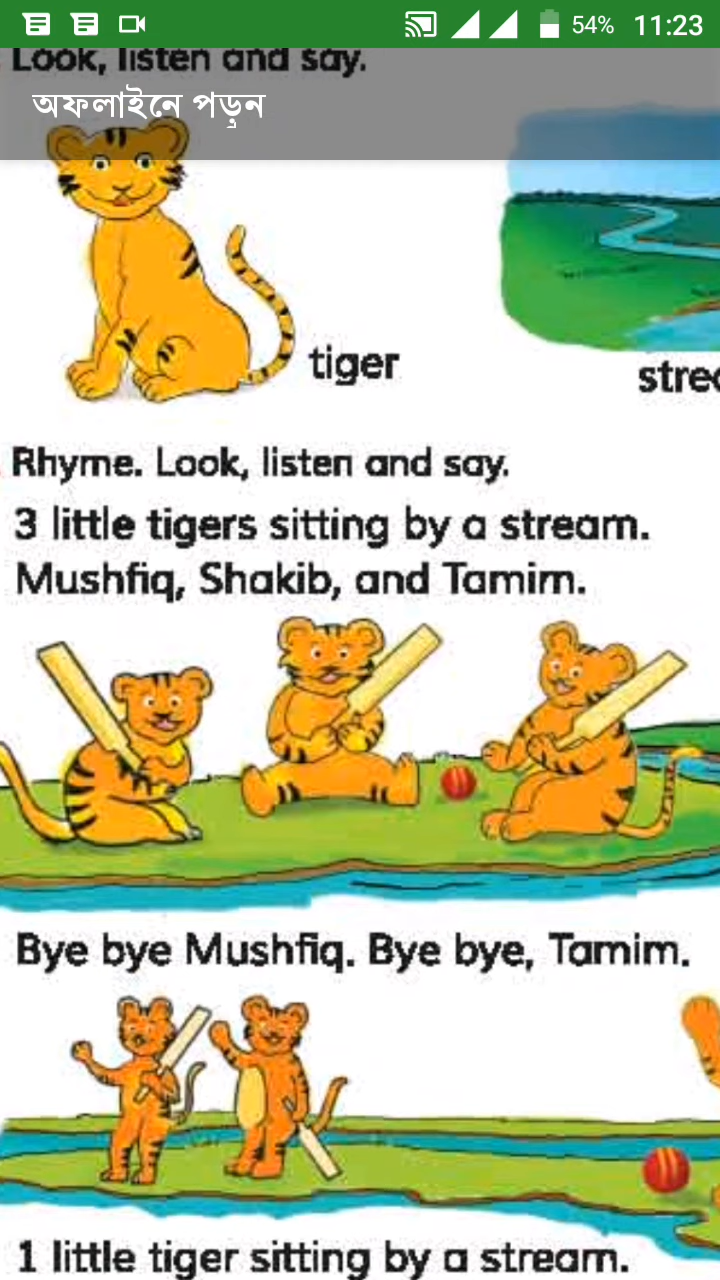 54% 11:23
Look, listen and say.
অফলাইনে পড়ুন
tiger
Rhyme. Look, listen and say.
3 little tigers sitting by a stream.
Mushfiq, Shakib, and Tamim.
Bye bye Mushfiq. Bye bye, Tamim.
1 little tiger sitting by a stream.